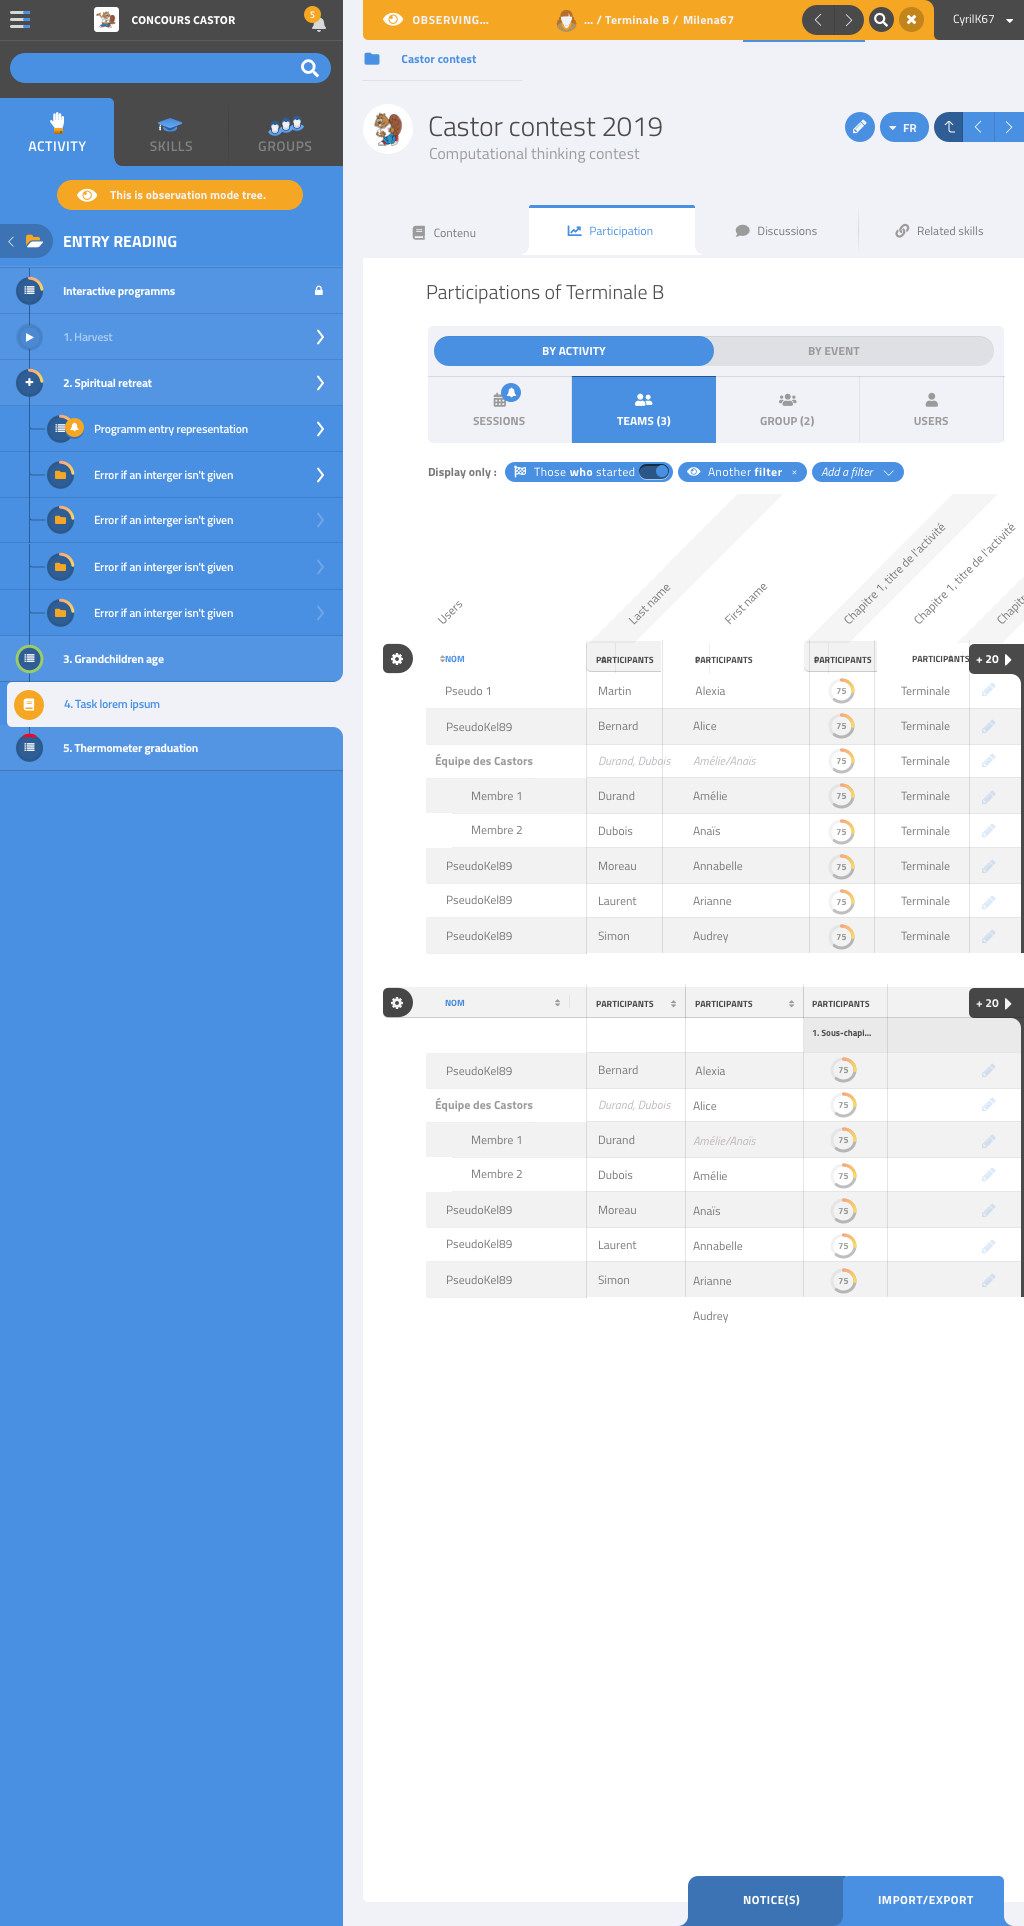 CONCOURS CASTOR
5
ACTIVITY
SKILLS
GROUPS
This is observation mode tree.
ENTRY READING
Interactive programms
1. Harvest
2. Spiritual retreat
Programm entry representation
Error if an interger isn't given
Error if an interger isn't given
Error if an interger isn't given
Error if an interger isn't given
3. Grandchildren age
4. Task lorem ipsum
5. Thermometer graduation
OBSERVING...
... / Terminale B / Milena67
CyrilK67
Castor contest
Castor contest 2019
Computational thinking contest
FR
Contenu
Participation
Discussions
Related skills
Participations of Terminale B
BY ACTIVITY
BY EVENT
SESSIONS
TEAMS (3)
GROUP (2)
USERS
Display only :
Those who started
Another filter ×
Add a filter
Users
Last name
First name
Chapitre 1, titre de l'activité
Chapitre 1, titre de l'activité
Chapit
NOM PARTICIPANTS PARTICIPANTS PARTICIPANTS PARTICIPANTS + 20
Pseudo 1 Martin Alexia 75 Terminale
PseudoKel89 Bernard Alice 75 Terminale
Équipe des Castors Durand, Dubois Amélie/Anaïs 75 Terminale
Membre 1 Durand Amélie 75 Terminale
Membre 2 Dubois Anaïs 75 Terminale
PseudoKel89 Moreau Annabelle 75 Terminale
PseudoKel89 Laurent Arianne 75 Terminale
PseudoKel89 Simon Audrey 75 Terminale
NOM PARTICIPANTS PARTICIPANTS PARTICIPANTS + 20
1. Sous-chapi...
PseudoKel89 Bernard Alexia 75
Équipe des Castors Durand, Dubois Alice 75
Membre 1 Durand Amélie/Anaïs 75
Membre 2 Dubois Amélie 75
PseudoKel89 Moreau Anaïs 75
PseudoKel89 Laurent Annabelle 75
PseudoKel89 Simon Arianne 75
Audrey
NOTICE(S)
IMPORT/EXPORT